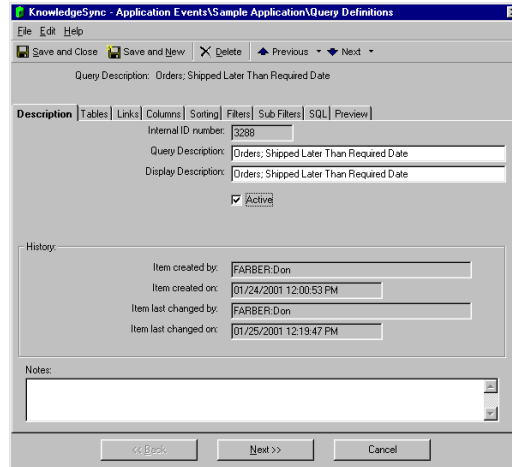 KnowledgeSync - Application Events\Sample Application\Query Definitions
File Edit Help
Save and Close Save and New Delete Previous Next
Query Description: Orders; Shipped Later Than Required Date
Description Tables Links Columns Sorting Filters Sub Filters SQL Preview
Internal ID number: 3288
Query Description: Orders; Shipped Later Than Required Date
Display Description: Orders; Shipped Later Than Required Date
Active
History:
Item created by: FARBER:Don
Item created on: 01/24/2001 12:00:53 PM
Item last changed by: FARBER:Don
Item last changed on: 01/25/2001 12:19:47 PM
Notes:
<< Back Next >> Cancel